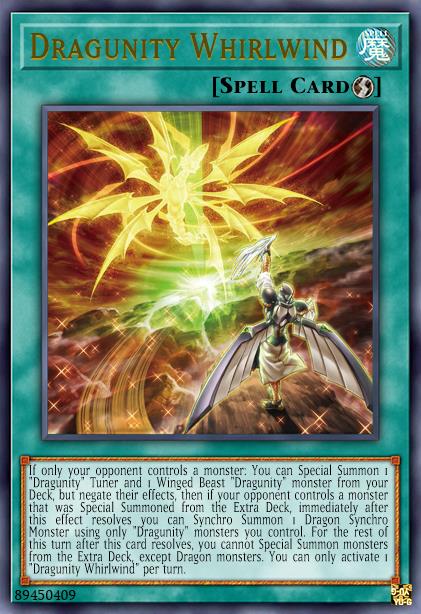 DRAGUNITY WHIRLWIND
SPELL
魔
[SPELL CARD]
If only your opponent controls a monster: You can Special Summon 1
"Dragunity" Tuner and 1 Winged Beast "Dragunity" monster from your
Deck, but negate their effects, then if your opponent controls a monster
that was Special Summoned from the Extra Deck, immediately after
this effect resolves you can Synchro Summon 1 Dragon Synchro
Monster using only "Dragunity" monsters you control. For the rest of
this turn after this card resolves, you cannot Special Summon monsters
from the Extra Deck, except Dragon monsters. You can only activate 1
"Dragunity Whirlwind" per turn.
89450409